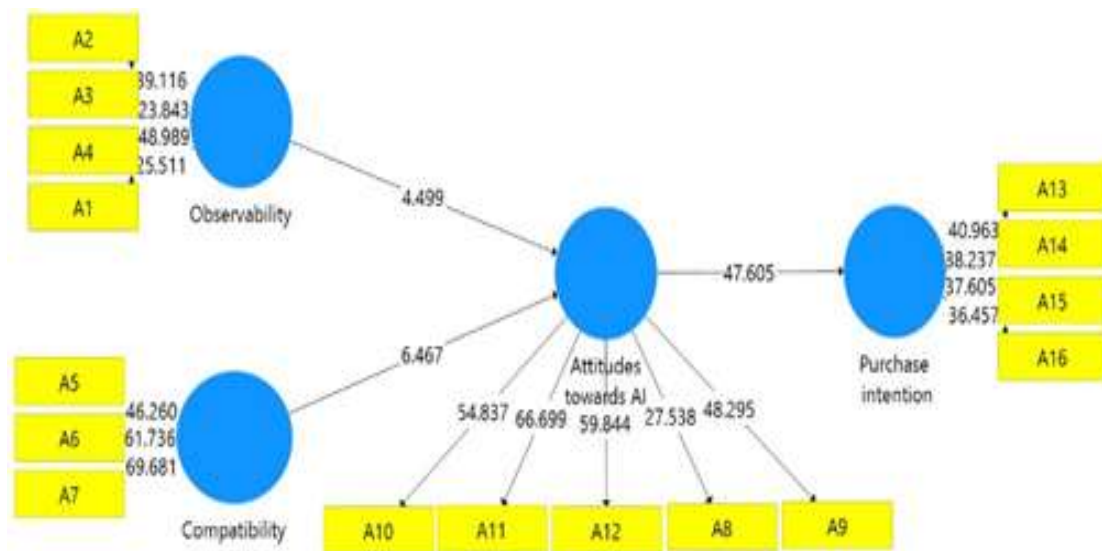 A2
A3
A4
A1
39.116
23.843
48.989
25.511
Observability
4.499
A5
A6
A7
46.260
61.736
69.681
Compatibility
6.467
Attitudes
towards AI
54.837
66.699
59.844
27.538
48.295
A10
A11
A12
A8
A9
47.605
Purchase
intention
40.963
38.237
37.605
36.457
A13
A14
A15
A16